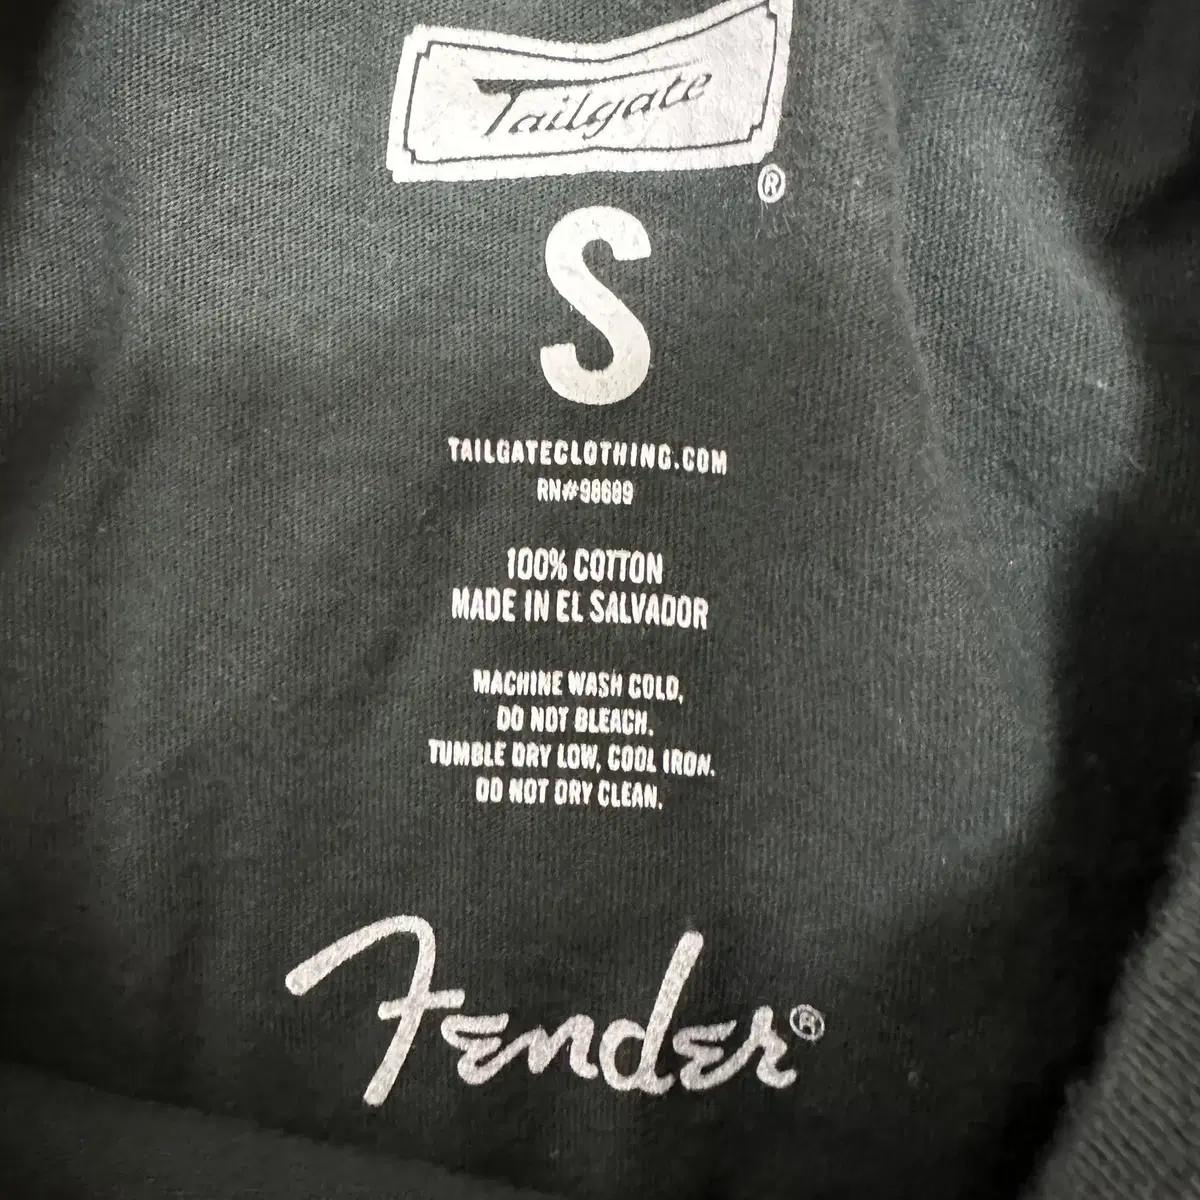 Tailgate
®
S
TAILGATECLOTHING.COM
RN#98689
100% COTTON
MADE IN EL SALVADOR
MACHINE WASH COLD,
DO NOT BLEACH.
TUMBLE DRY LOW, COOL IRON.
DO NOT DRY CLEAN.
Fender®